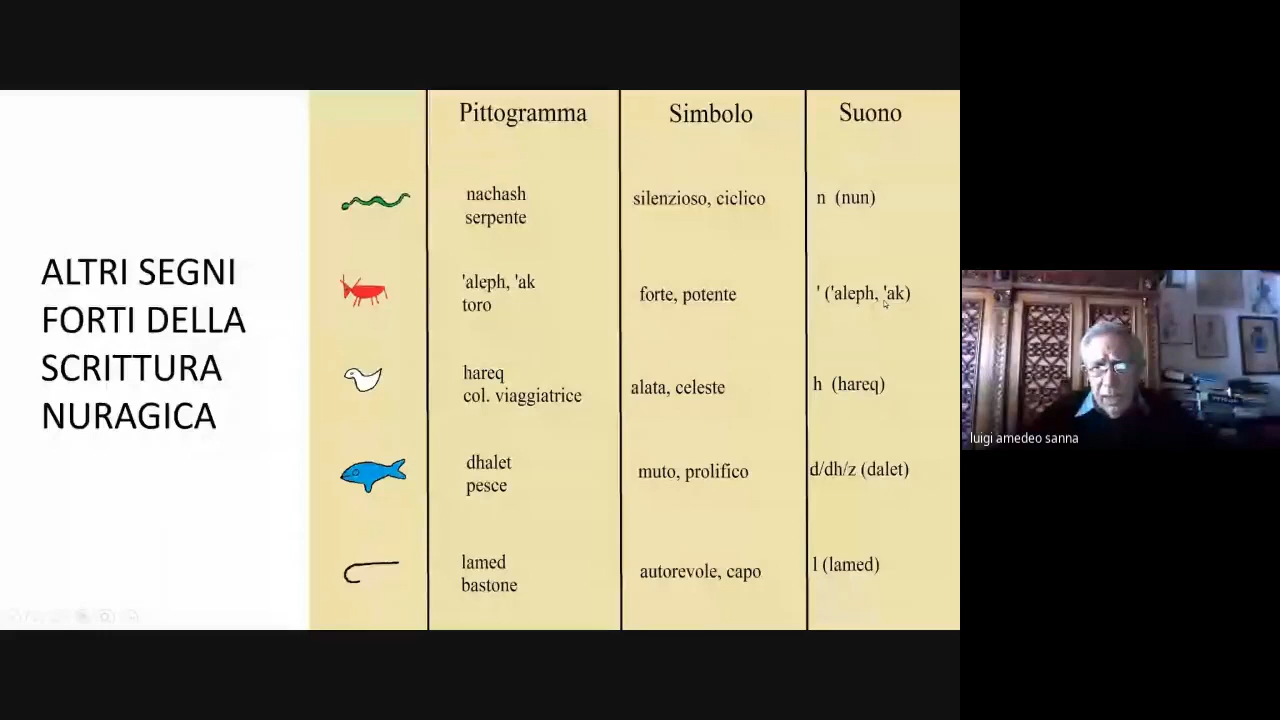 ALTRI SEGNI
FORTI DELLA
SCRITTURA
NURAGICA
Pittogramma Simbolo Suono
nachash
serpente
silenzioso, ciclico
n (nun)
'aleph, 'ak
toro
forte, potente
' ('aleph, 'ak)
hareq
col. viaggiatrice
alata, celeste
h (hareq)
dhalet
pesce
muto, prolifico
d/dh/z (dalet)
lamed
bastone
autorevole, capo
l (lamed)
luigi amedeo sanna